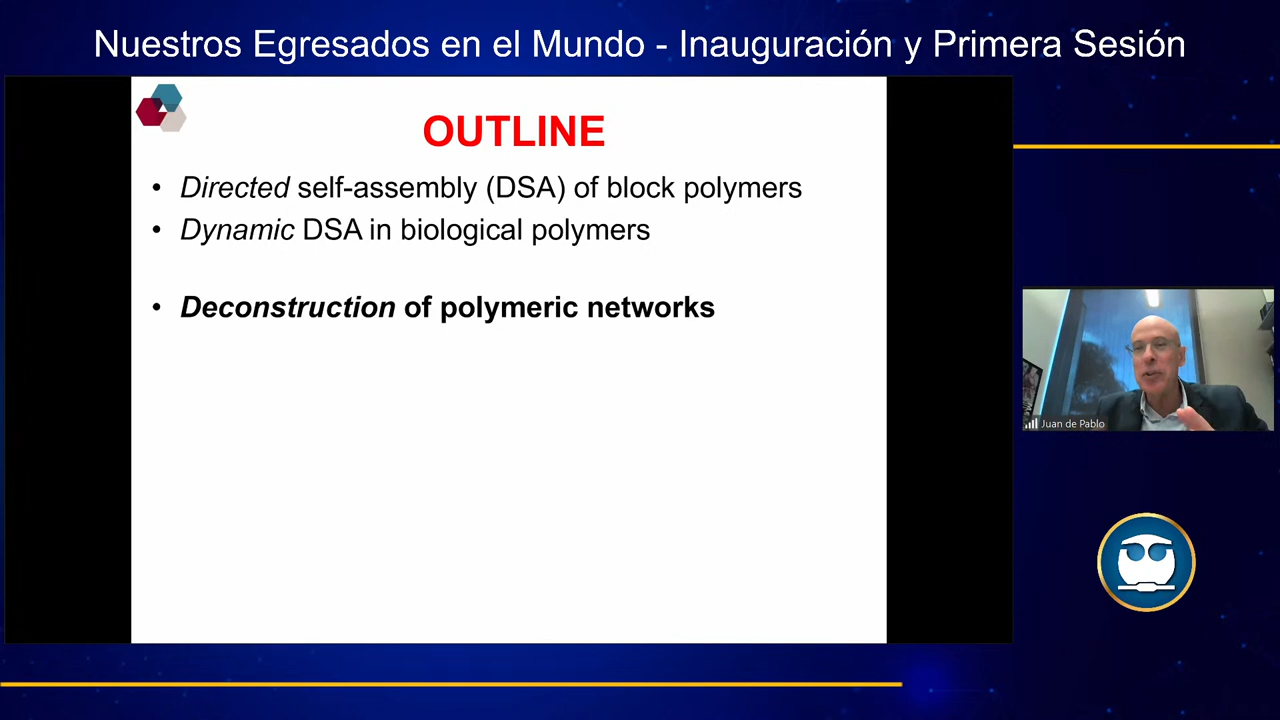 Nuestros Egresados en el Mundo - Inauguración y Primera Sesión
OUTLINE
• Directed self-assembly (DSA) of block polymers
• Dynamic DSA in biological polymers
• Deconstruction of polymeric networks
Juan de Pablo